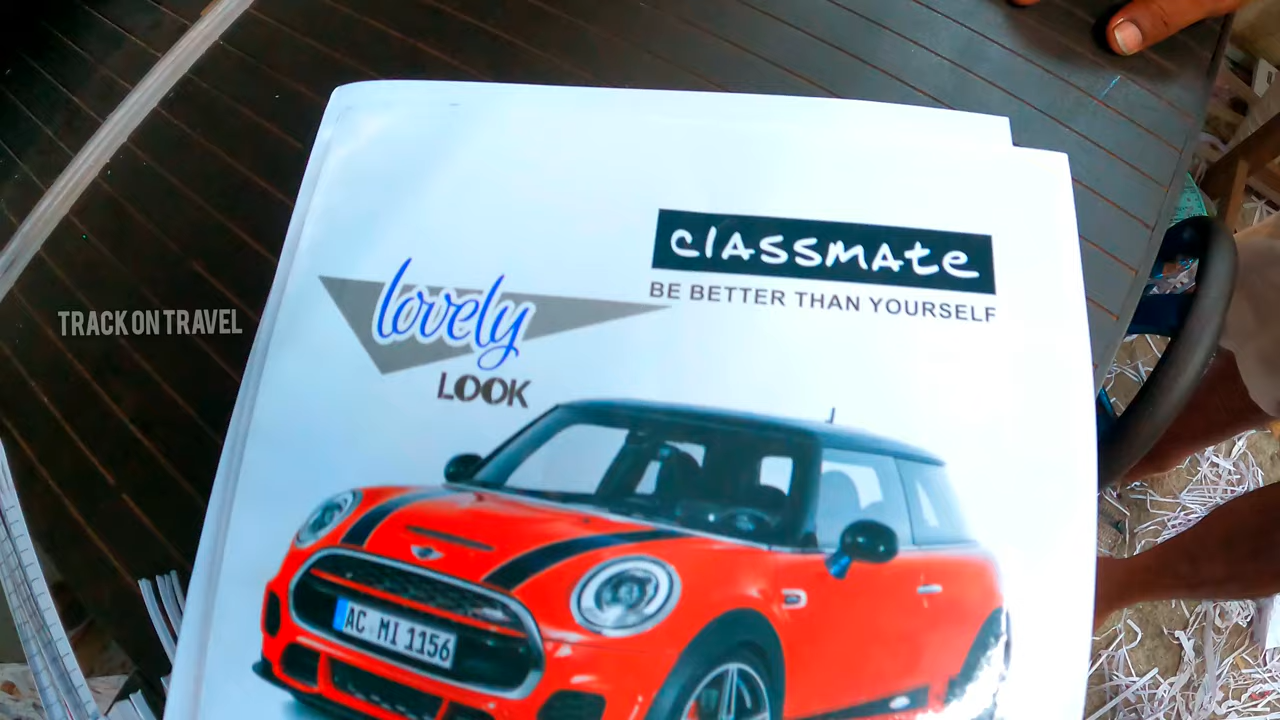 classmate
BE BETTER THAN YOURSELF
lovely
LOOK
TRACK ON TRAVEL
AC MI 1156